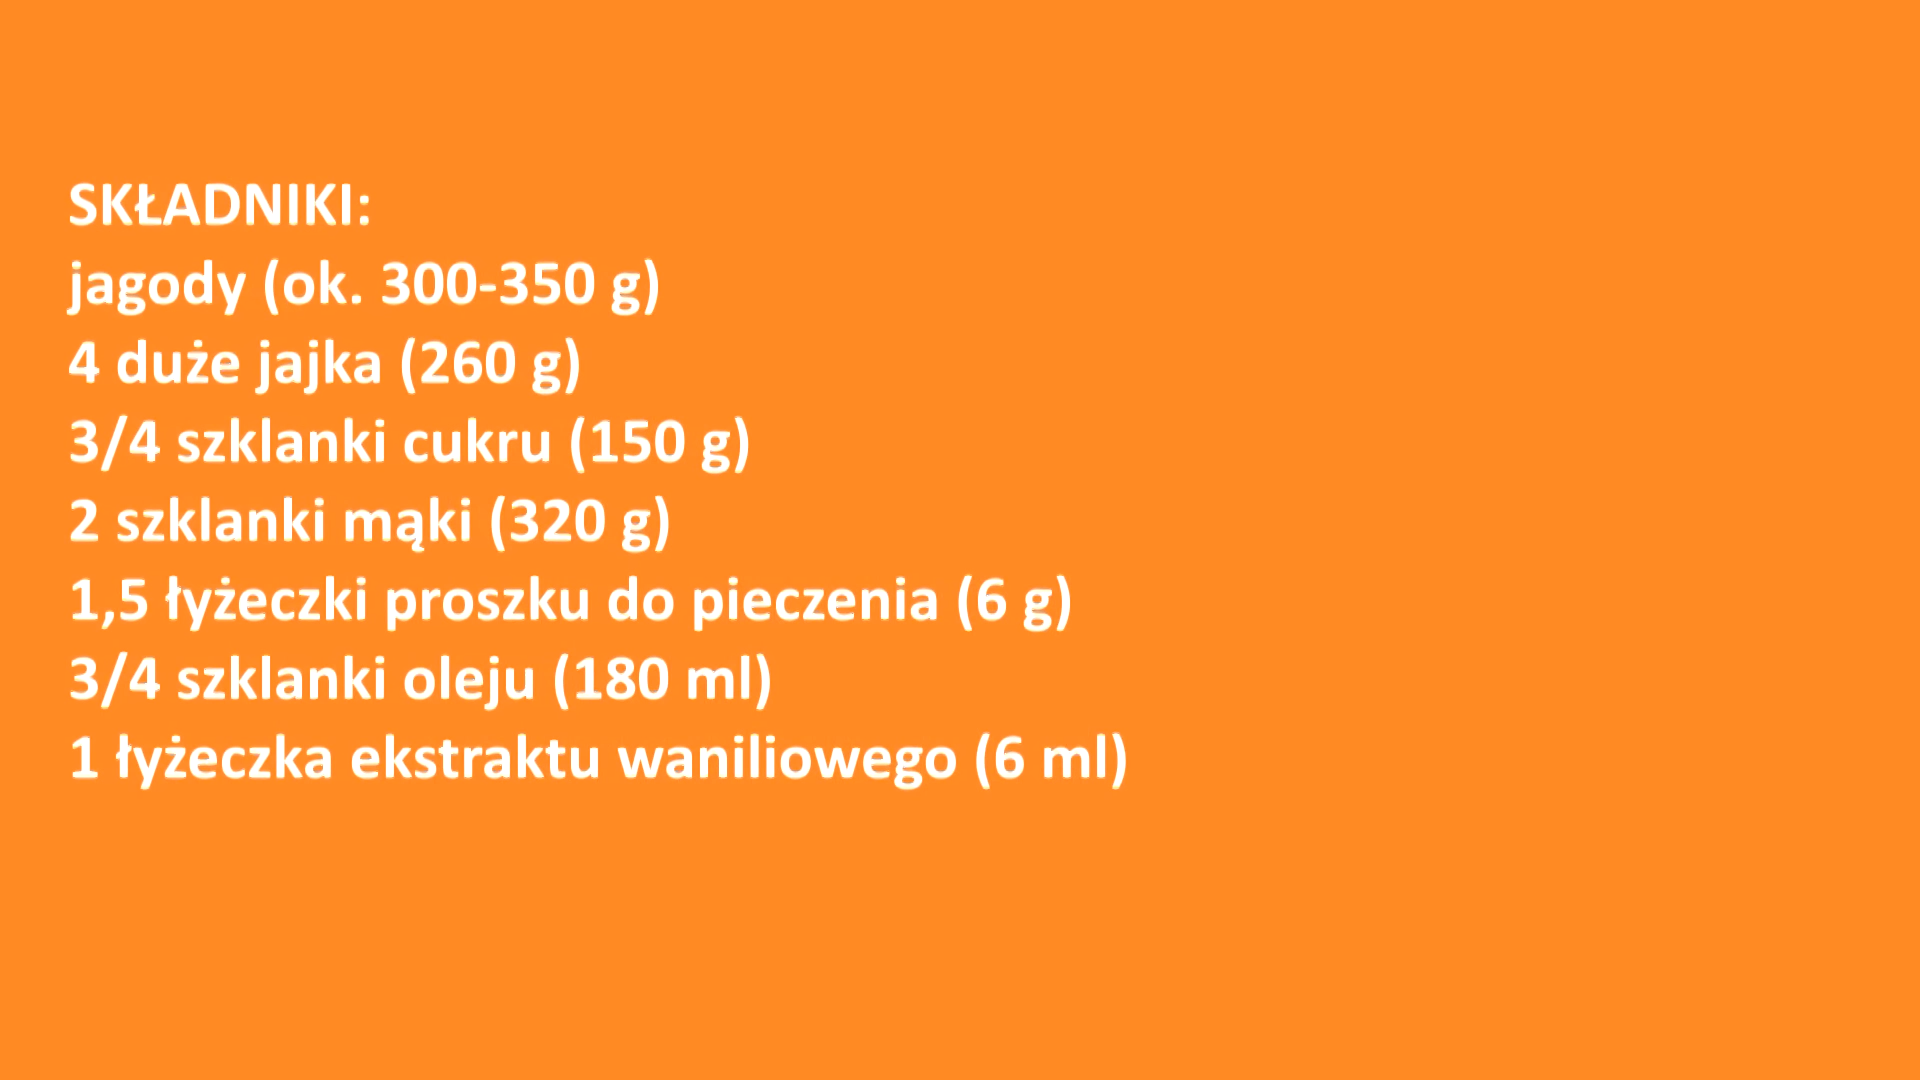 SKŁADNIKI:
jagody (ok. 300-350 g)
4 duże jajka (260 g)
3/4 szklanki cukru (150 g)
2 szklanki mąki (320 g)
1,5 łyżeczki proszku do pieczenia (6 g)
3/4 szklanki oleju (180 ml)
1 łyżeczka ekstraktu waniliowego (6 ml)